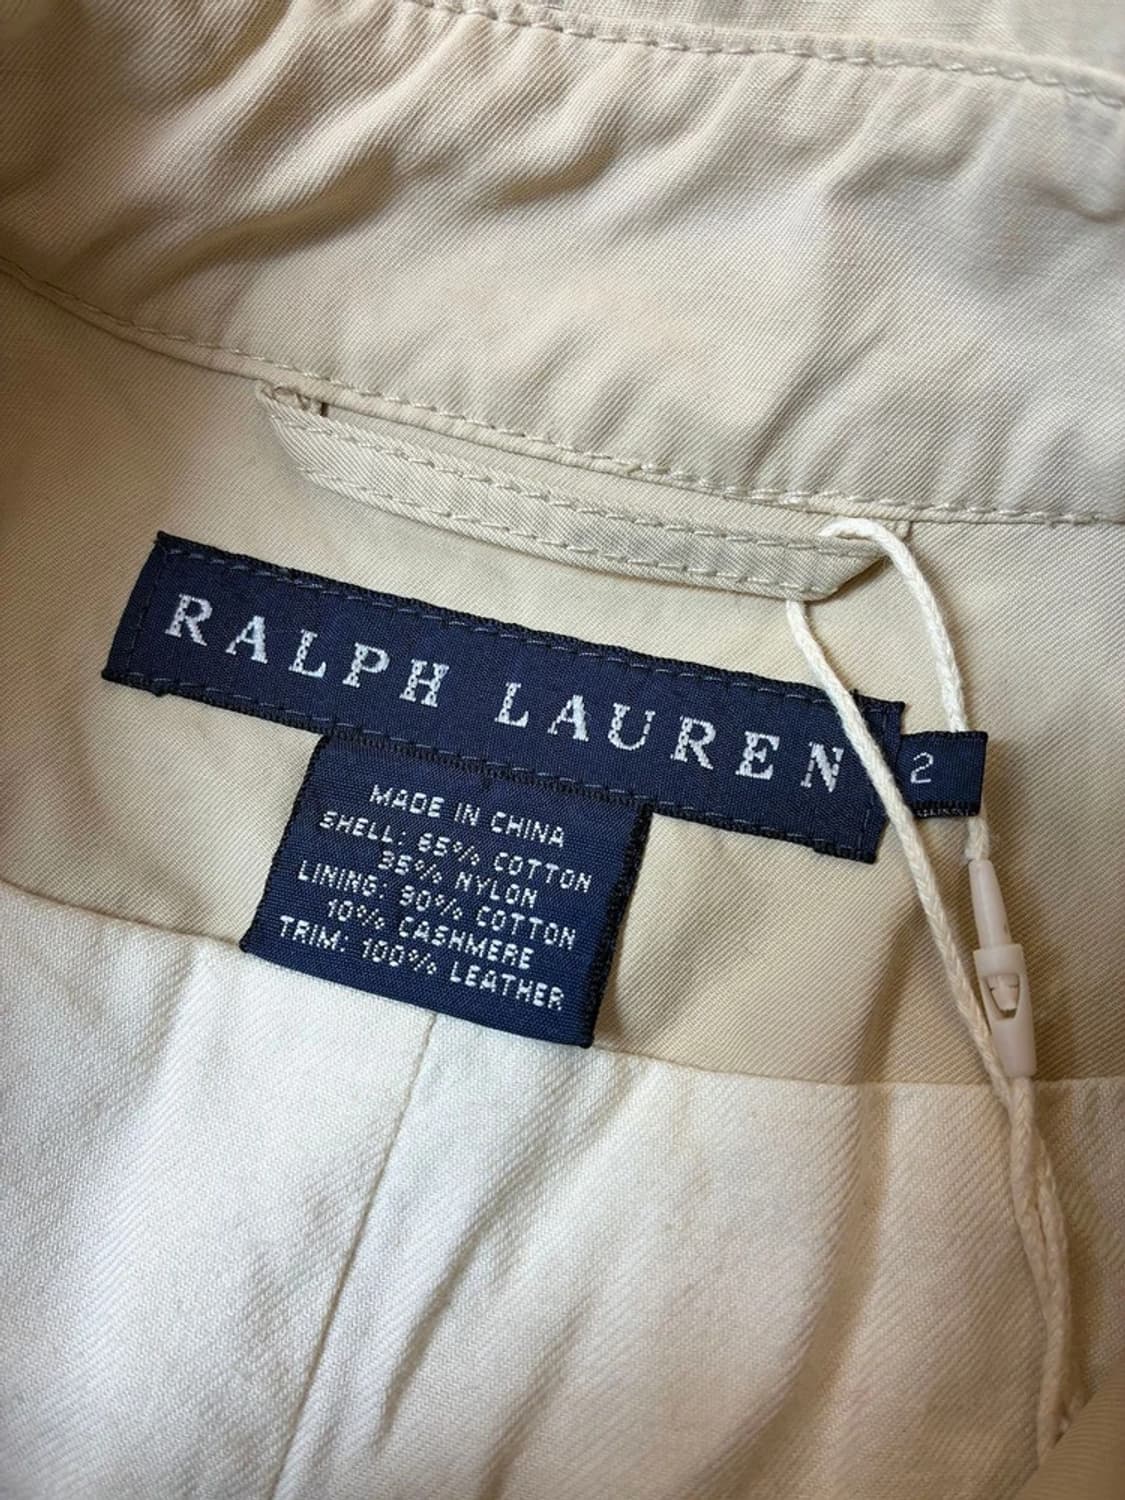 RALPH LAUREN
2
MADE IN CHINA
SHELL: 65% COTTON
35% NYLON
LINING: 90% COTTON
10% CASHMERE
TRIM: 100% LEATHER